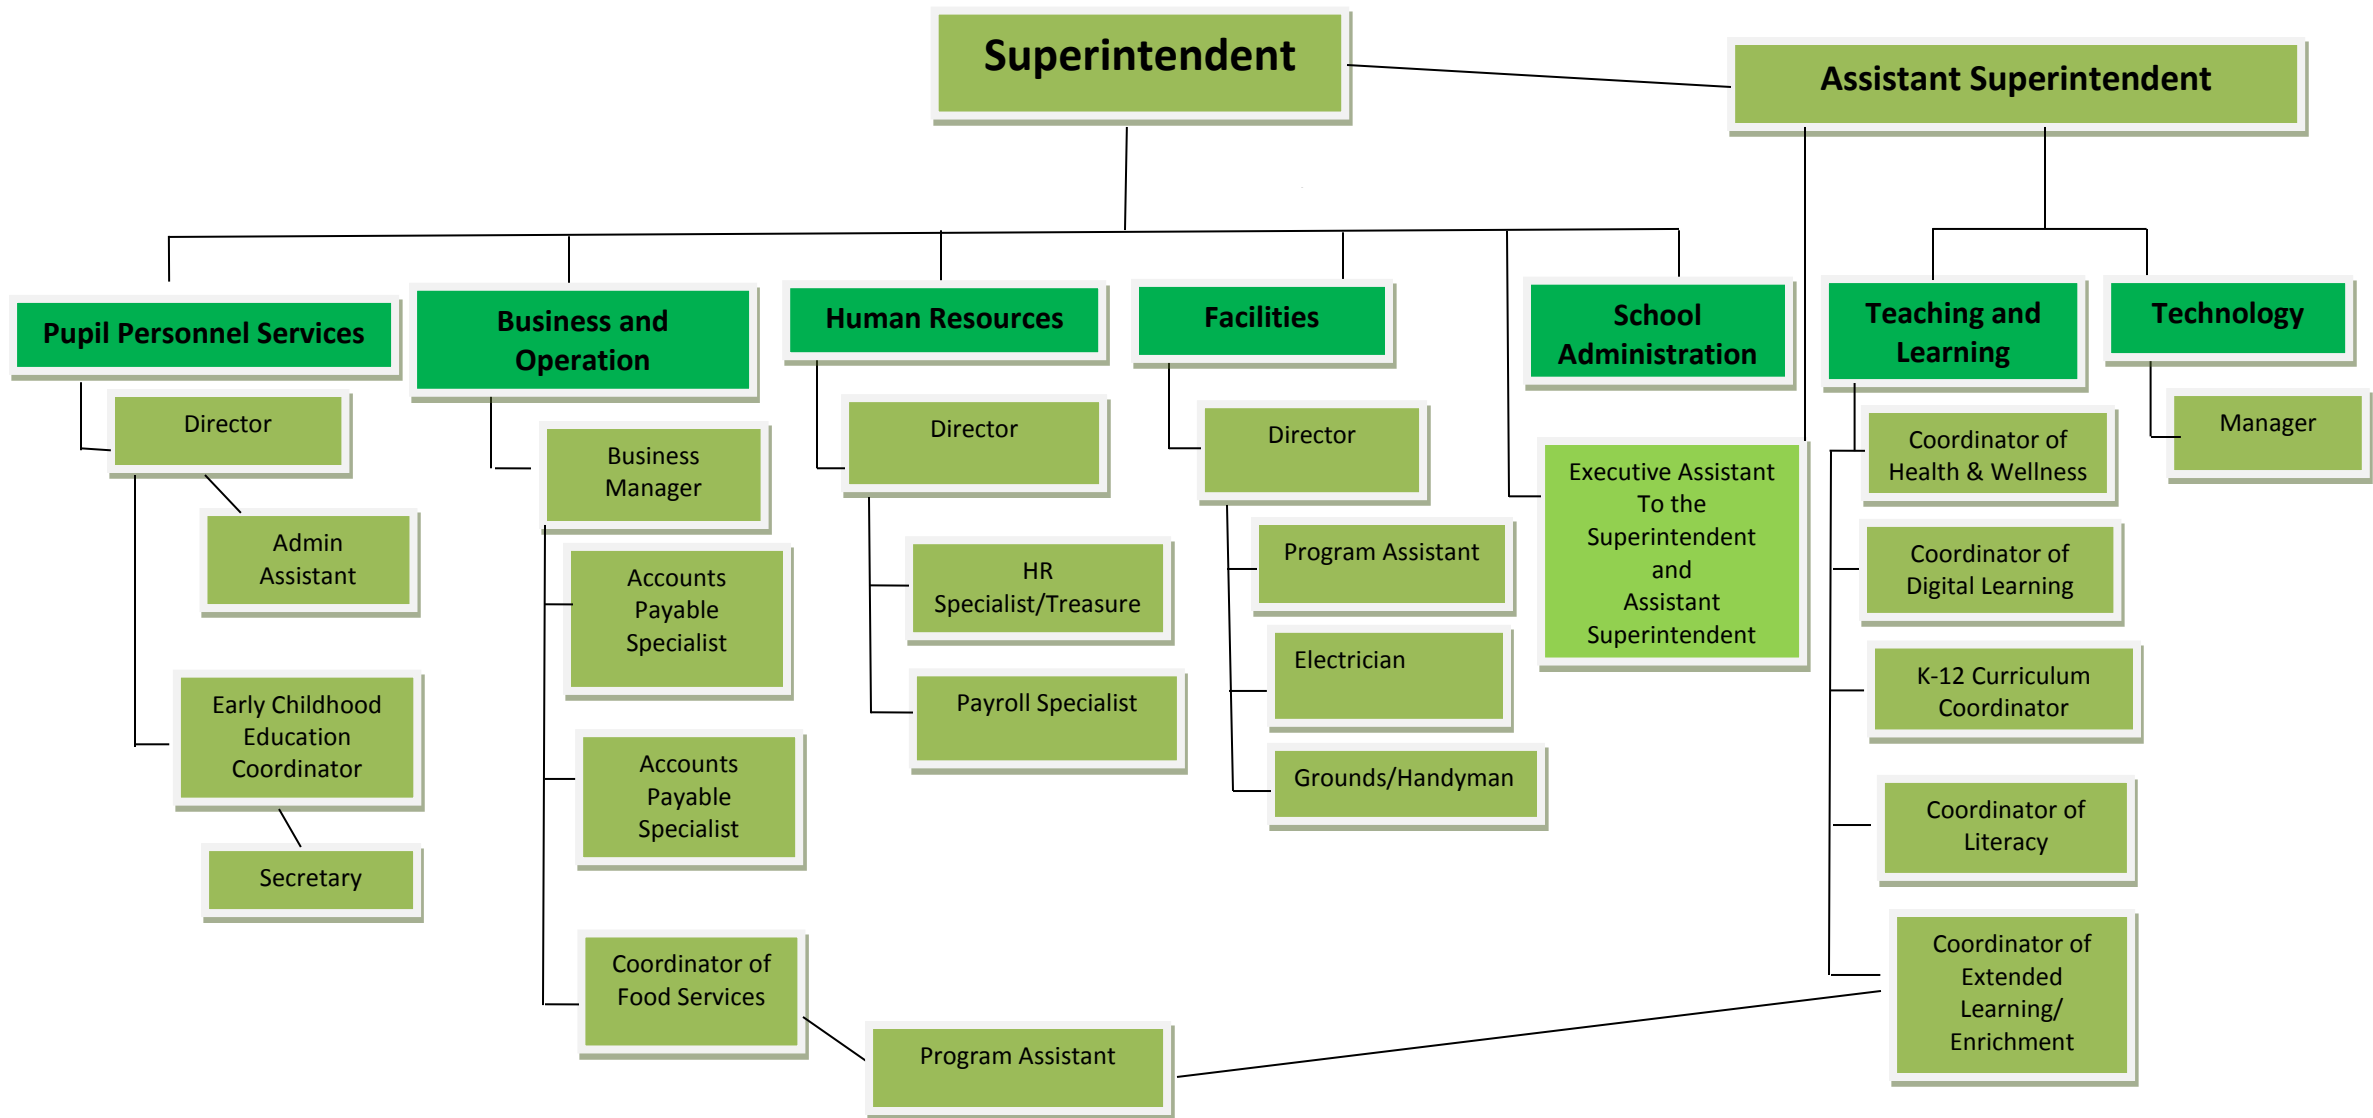 Superintendent
Assistant Superintendent
Pupil Personnel Services
Business and
Operation
Human Resources
Facilities
School
Administration
Teaching and
Learning
Technology
Director
Admin
Assistant
Early Childhood
Education
Coordinator
Secretary
Business
Manager
Accounts
Payable
Specialist
Accounts
Payable
Specialist
Coordinator of
Food Services
Program Assistant
Director
HR
Specialist/Treasure
Payroll Specialist
Director
Program Assistant
Electrician
Grounds/Handyman
Executive Assistant
To the
Superintendent
and
Assistant
Superintendent
Coordinator of
Health & Wellness
Coordinator of
Digital Learning
K-12 Curriculum
Coordinator
Coordinator of
Literacy
Coordinator of
Extended
Learning/
Enrichment
Manager